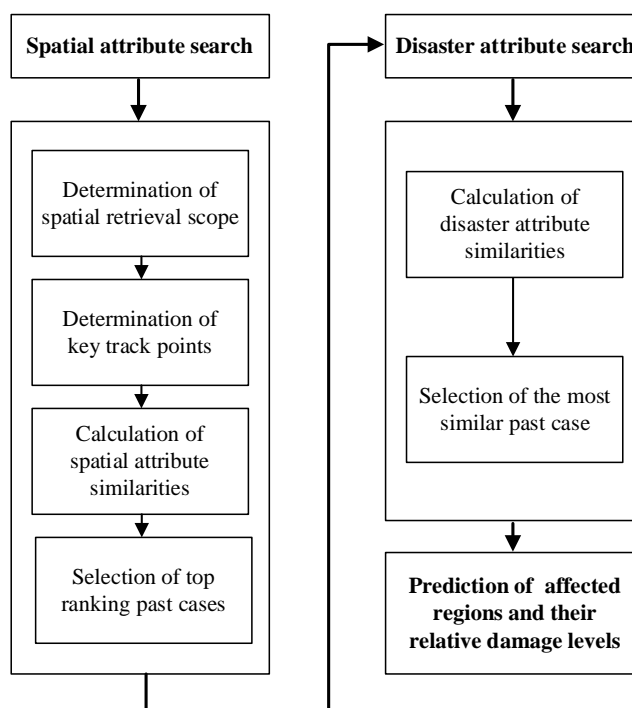 Spatial attribute search
Determination of
spatial retrieval scope
Determination of
key track points
Calculation of
spatial attribute
similarities
Selection of top
ranking past cases
Disaster attribute search
Calculation of
disaster attribute
similarities
Selection of the most
similar past case
Prediction of affected
regions and their
relative damage levels